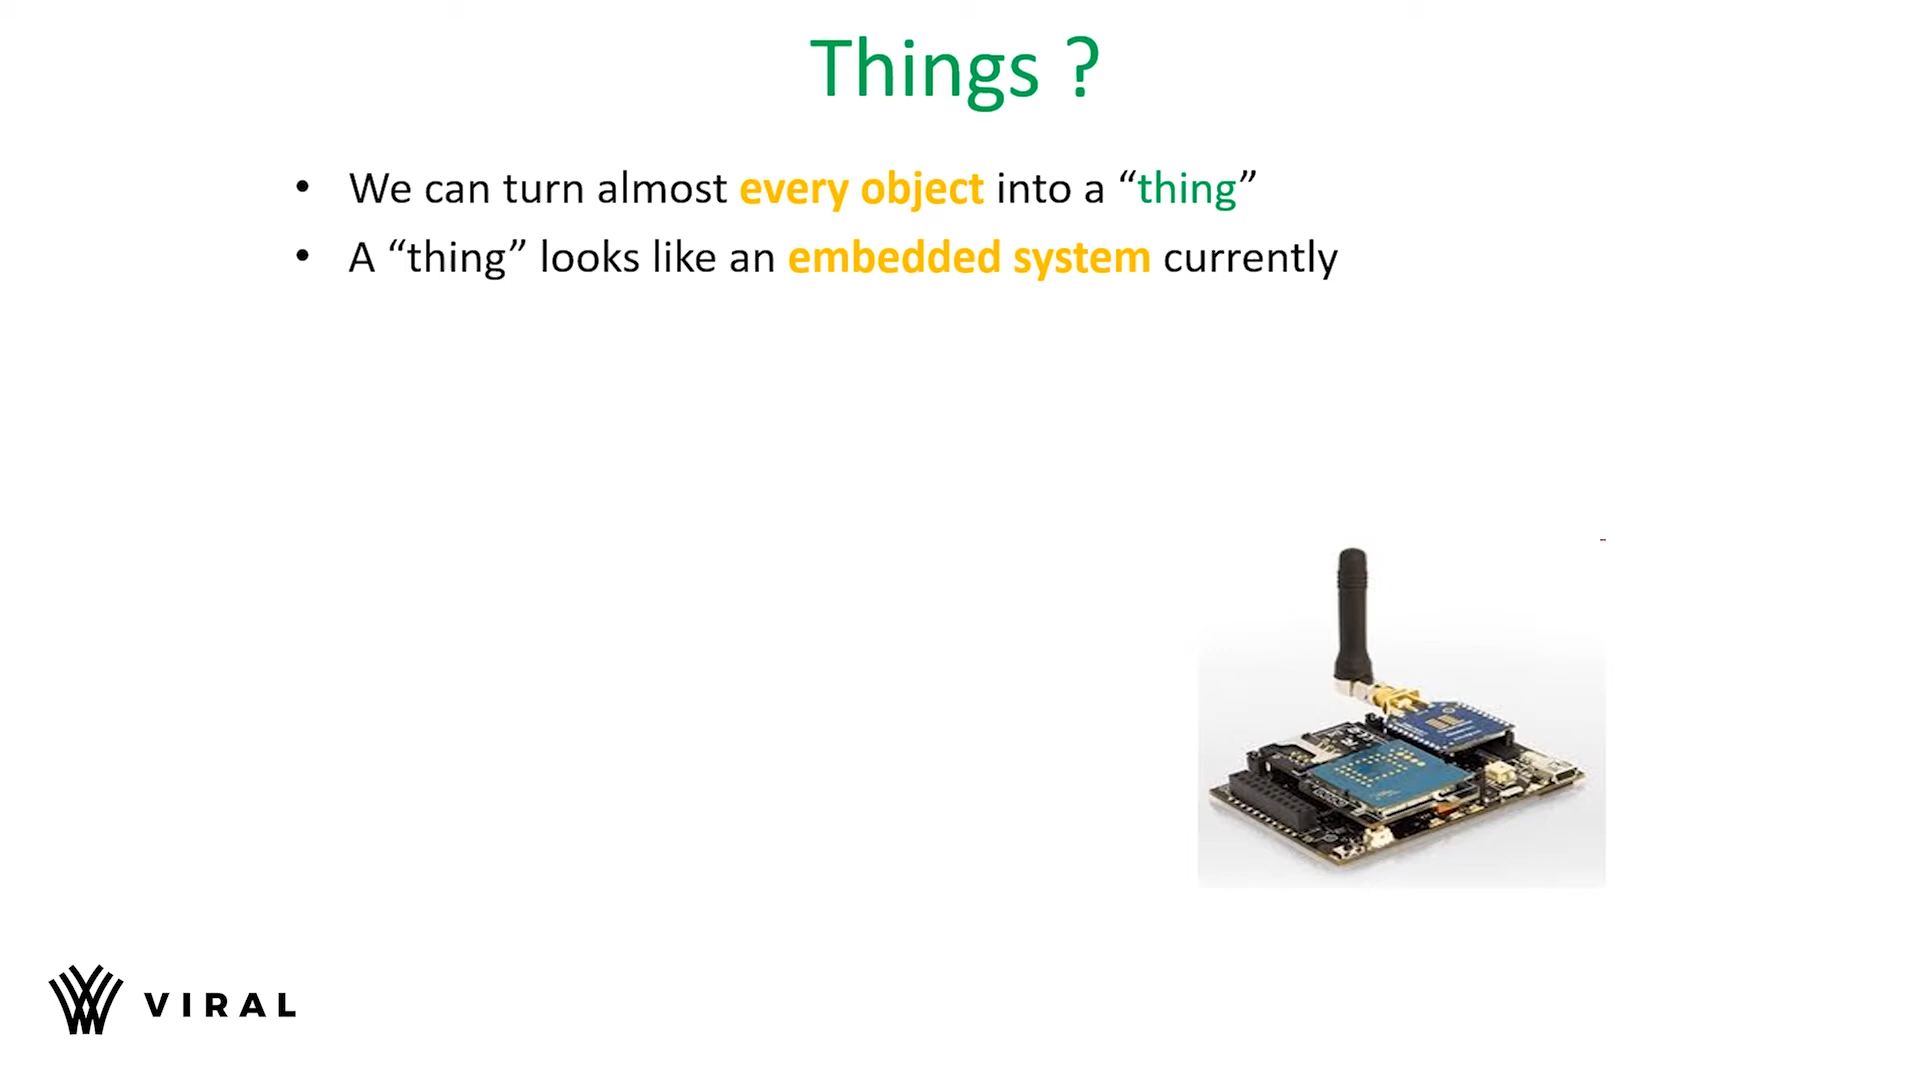 Things ?
• We can turn almost every object into a “thing”
• A “thing” looks like an embedded system currently
VIRAL